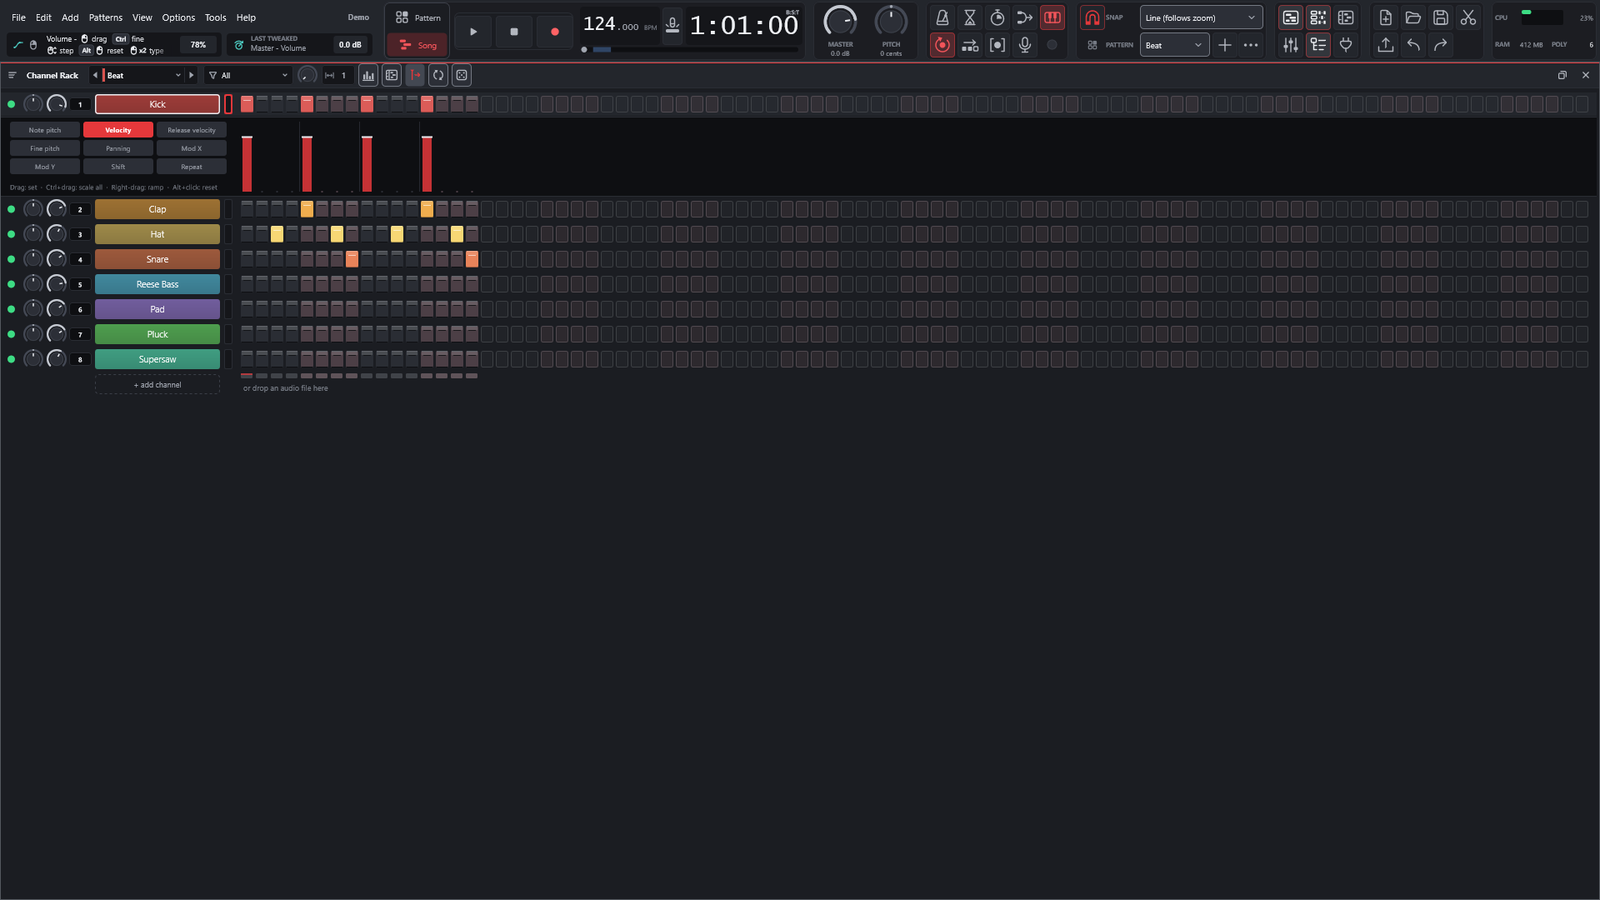 File Edit Add Patterns View Options Tools Help
Demo
Volume - drag Ctrl fine
step Alt reset x2 type
78%
LAST TWEAKED
Master - Volume
0.0 dB
Pattern
Song
124.000 BPM
B:S:T
1:01:00
MASTER
0.0 dB
PITCH
0 cents
SNAP
Line (follows zoom)
PATTERN
Beat
CPU
23%
RAM 412 MB POLY 6
Channel Rack
Beat
All
1
1
Kick
Note pitch
Velocity
Release velocity
Fine pitch
Panning
Mod X
Mod Y
Shift
Repeat
Drag: set · Ctrl+drag: scale all · Right-drag: ramp · Alt+click: reset
2
Clap
3
Hat
4
Snare
5
Reese Bass
6
Pad
7
Pluck
8
Supersaw
+ add channel
or drop an audio file here